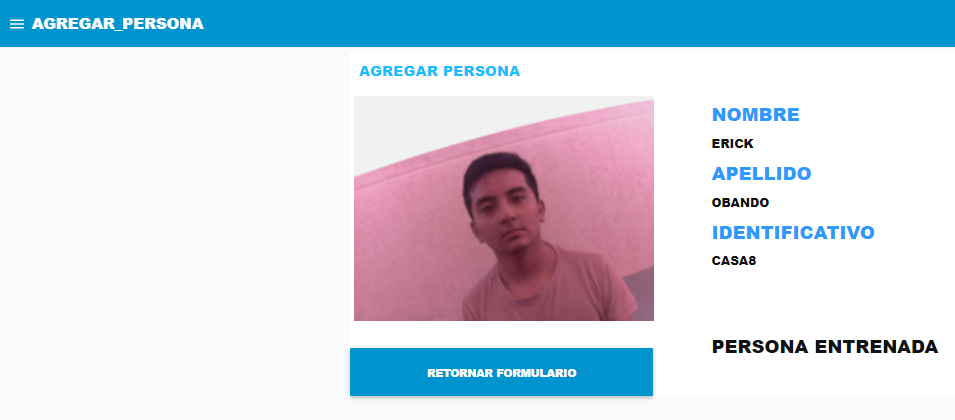 AGREGAR_PERSONA
AGREGAR PERSONA
NOMBRE
ERICK
APELLIDO
OBANDO
IDENTIFICATIVO
CASA8
PERSONA ENTRENADA
RETORNAR FORMULARIO